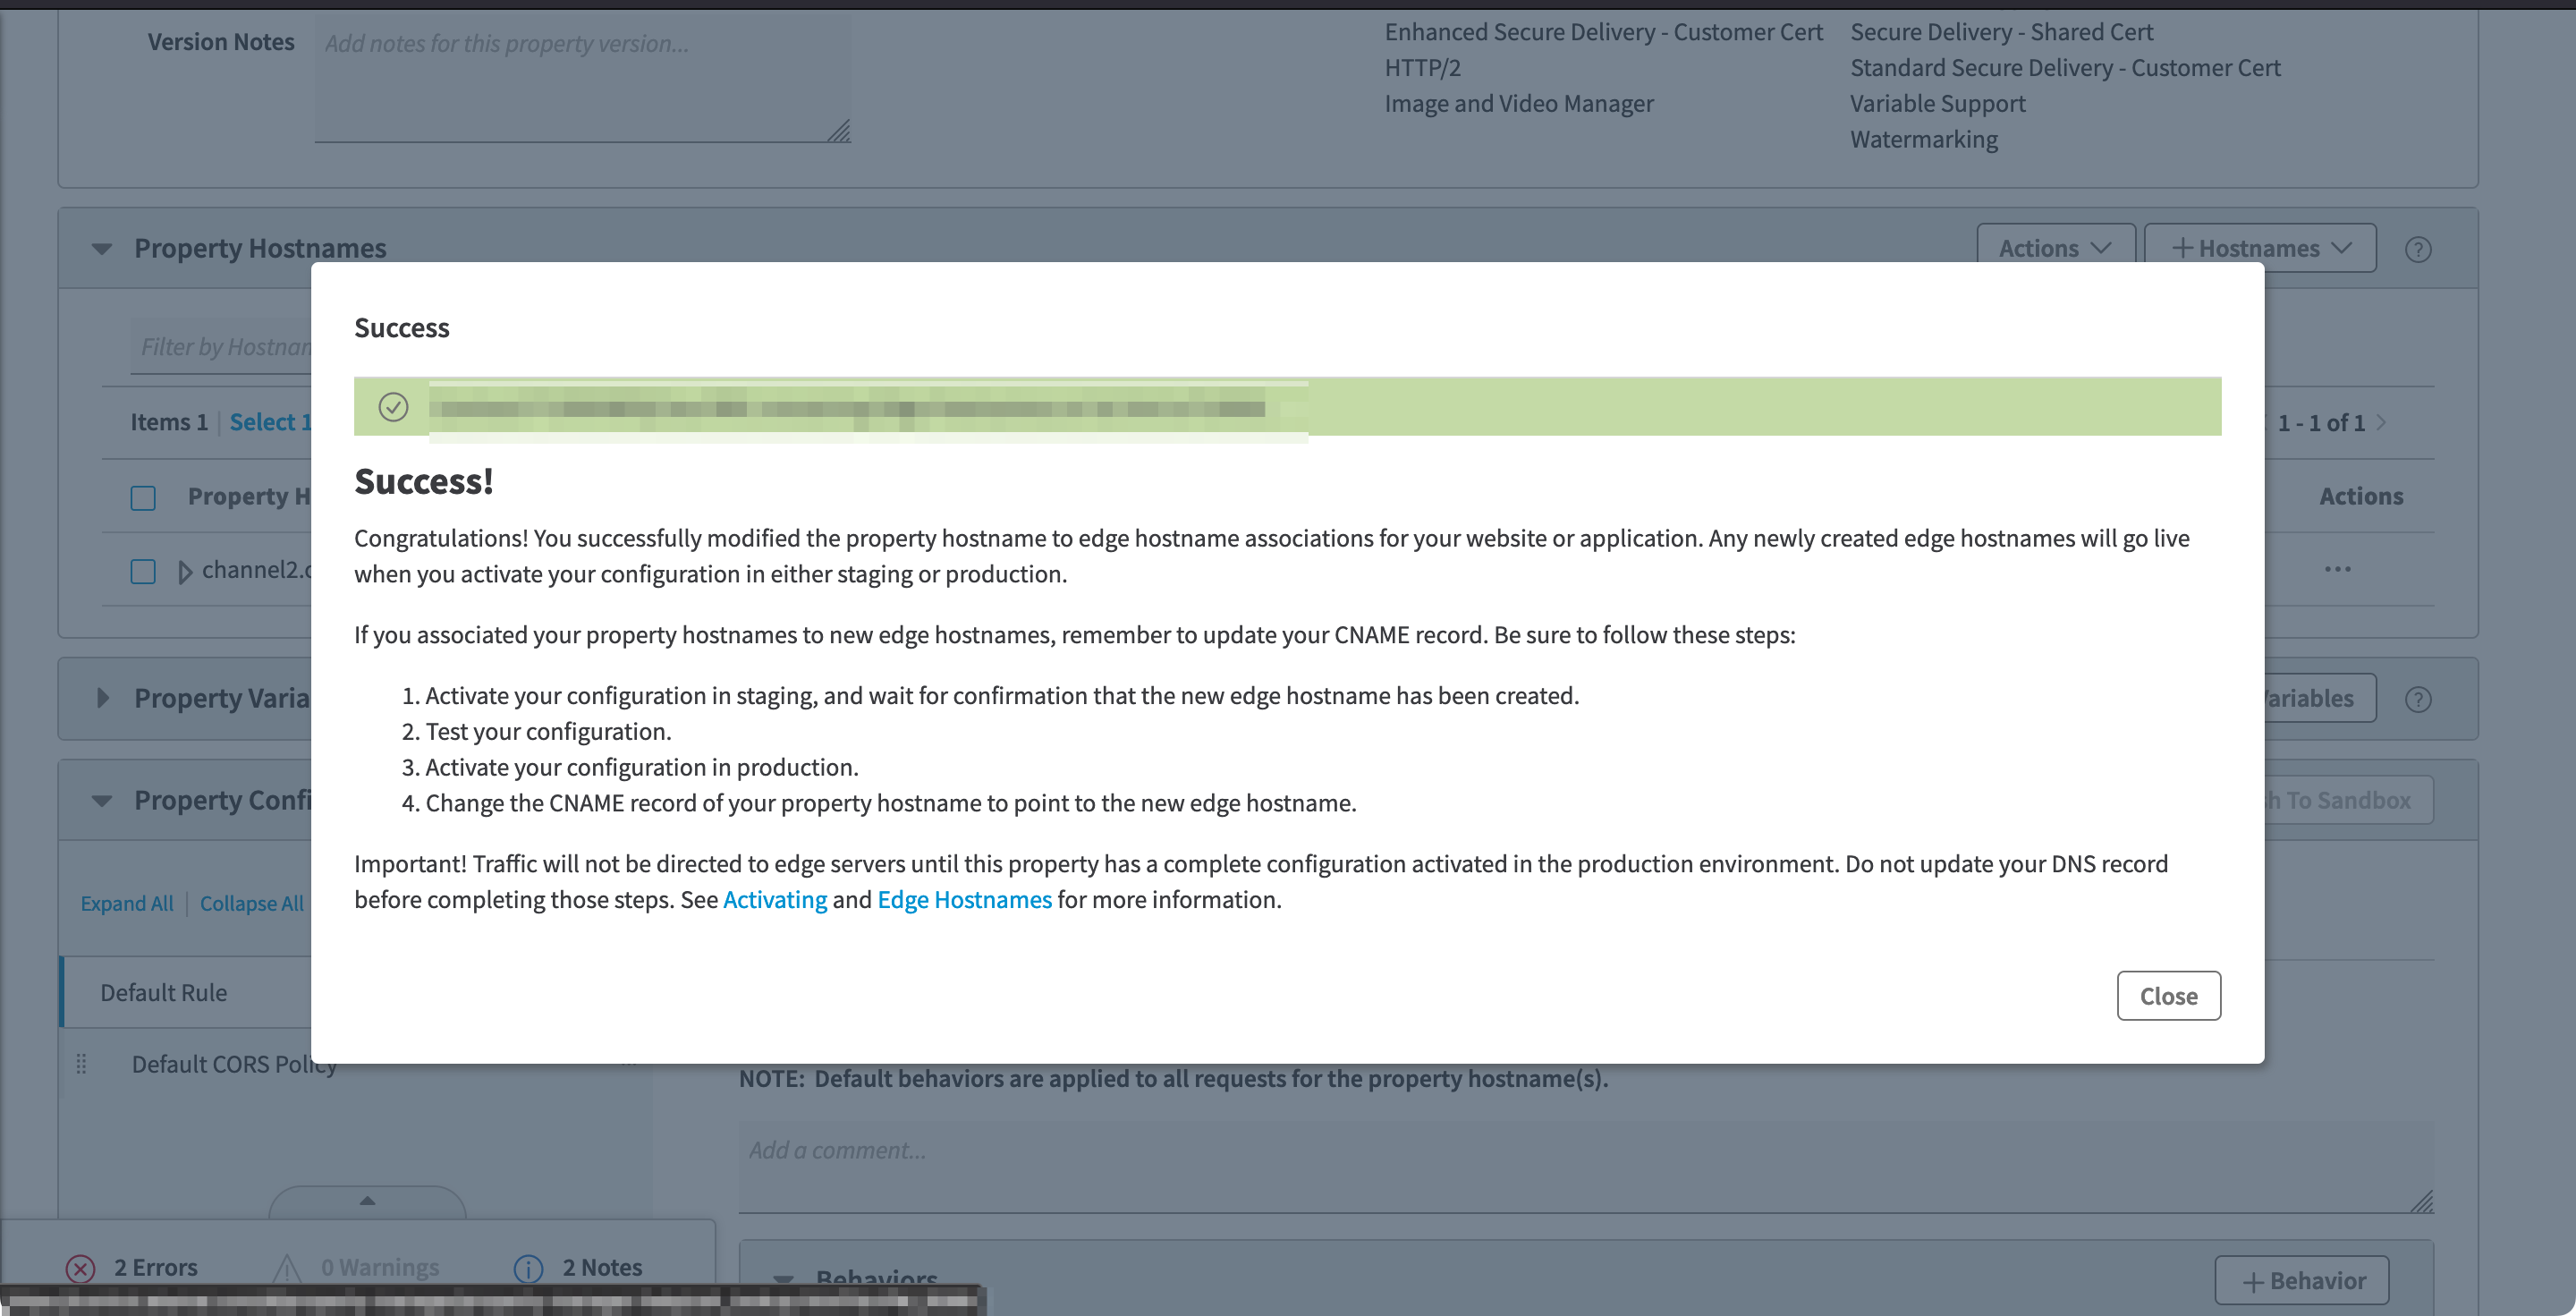 Version Notes
Add notes for this property version...
Enhanced Secure Delivery - Customer Cert
HTTP/2
Image and Video Manager
Secure Delivery - Shared Cert
Standard Secure Delivery - Customer Cert
Variable Support
Watermarking
Property Hostnames
Actions
+ Hostnames
Filter by Hostnam
Items 1 | Select 1
1 - 1 of 1
Property H
Actions
channel2.c
...
Success
Success!
Congratulations! You successfully modified the property hostname to edge hostname associations for your website or application. Any newly created edge hostnames will go live
when you activate your configuration in either staging or production.
If you associated your property hostnames to new edge hostnames, remember to update your CNAME record. Be sure to follow these steps:
1. Activate your configuration in staging, and wait for confirmation that the new edge hostname has been created.
2. Test your configuration.
3. Activate your configuration in production.
4. Change the CNAME record of your property hostname to point to the new edge hostname.
Important! Traffic will not be directed to edge servers until this property has a complete configuration activated in the production environment. Do not update your DNS record
before completing those steps. See Activating and Edge Hostnames for more information.
Close
Property Varia
ariables
Property Confi
h To Sandbox
Expand All | Collapse All
Default Rule
Default CORS Policy
NOTE: Default behaviors are applied to all requests for the property hostname(s).
Add a comment...
2 Errors
0 Warnings
2 Notes
Behaviors
+ Behavior